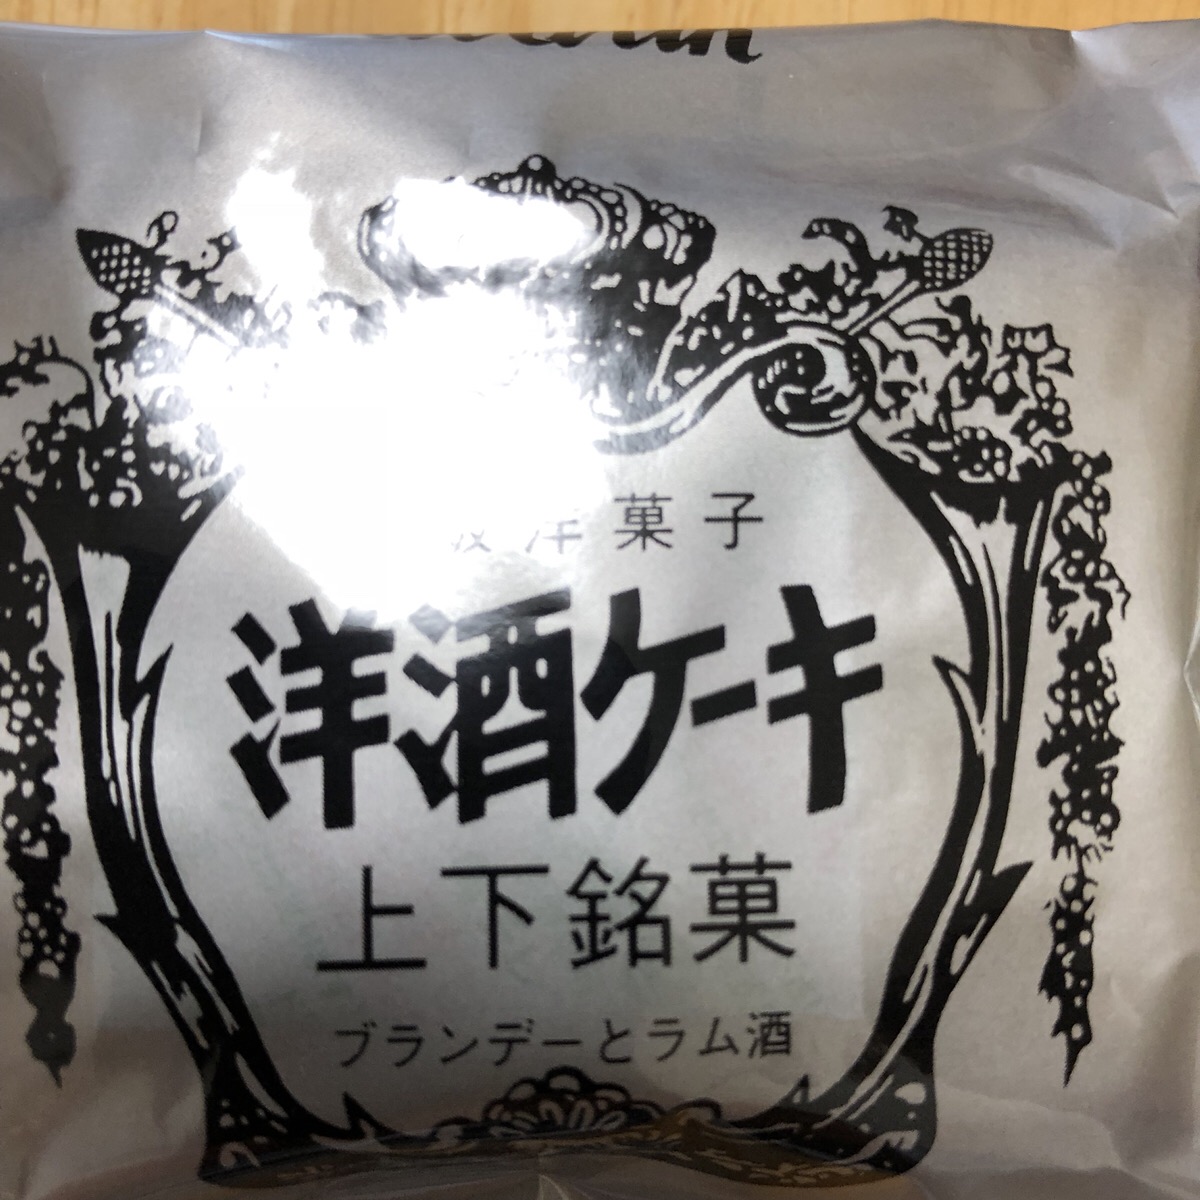 洋菓子
洋酒ケーキ
上下銘菓
ブランデーとラム酒